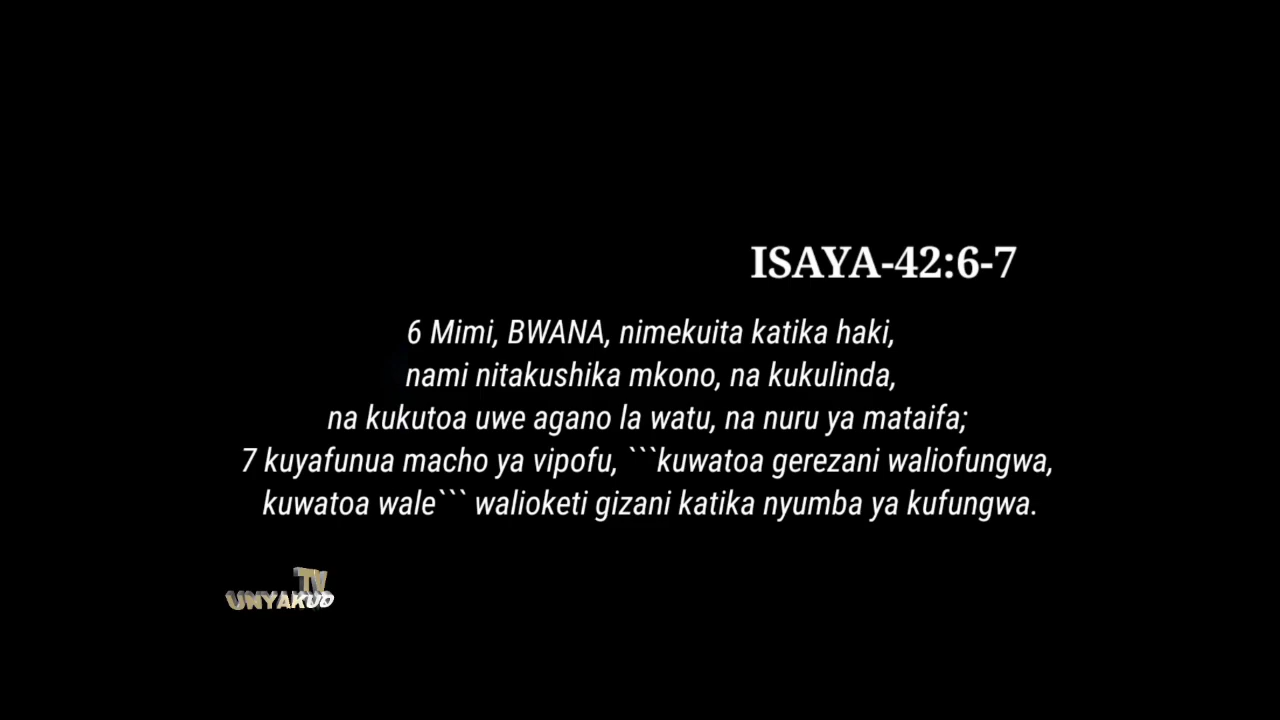 ISAYA-42:6-7
6 Mimi, BWANA, nimekuita katika haki,
nami nitakushika mkono, na kukulinda,
na kukutoa uwe agano la watu, na nuru ya mataifa;
7 kuyafunua macho ya vipofu, ```kuwatoa gerezani waliofungwa,
kuwatoa wale``` walioketi gizani katika nyumba ya kufungwa.
TV
UNYAKUO